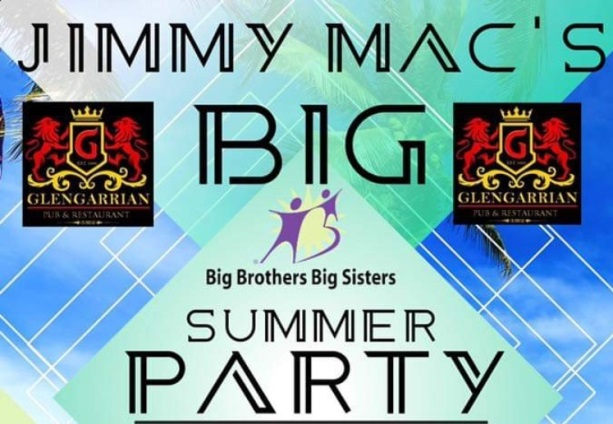 JIMMY MAC'S
BIG
G
GLENGARRIAN
PUB & RESTAURANT
G
GLENGARRIAN
PUB & RESTAURANT
Big Brothers Big Sisters
SUMMER
PARTY